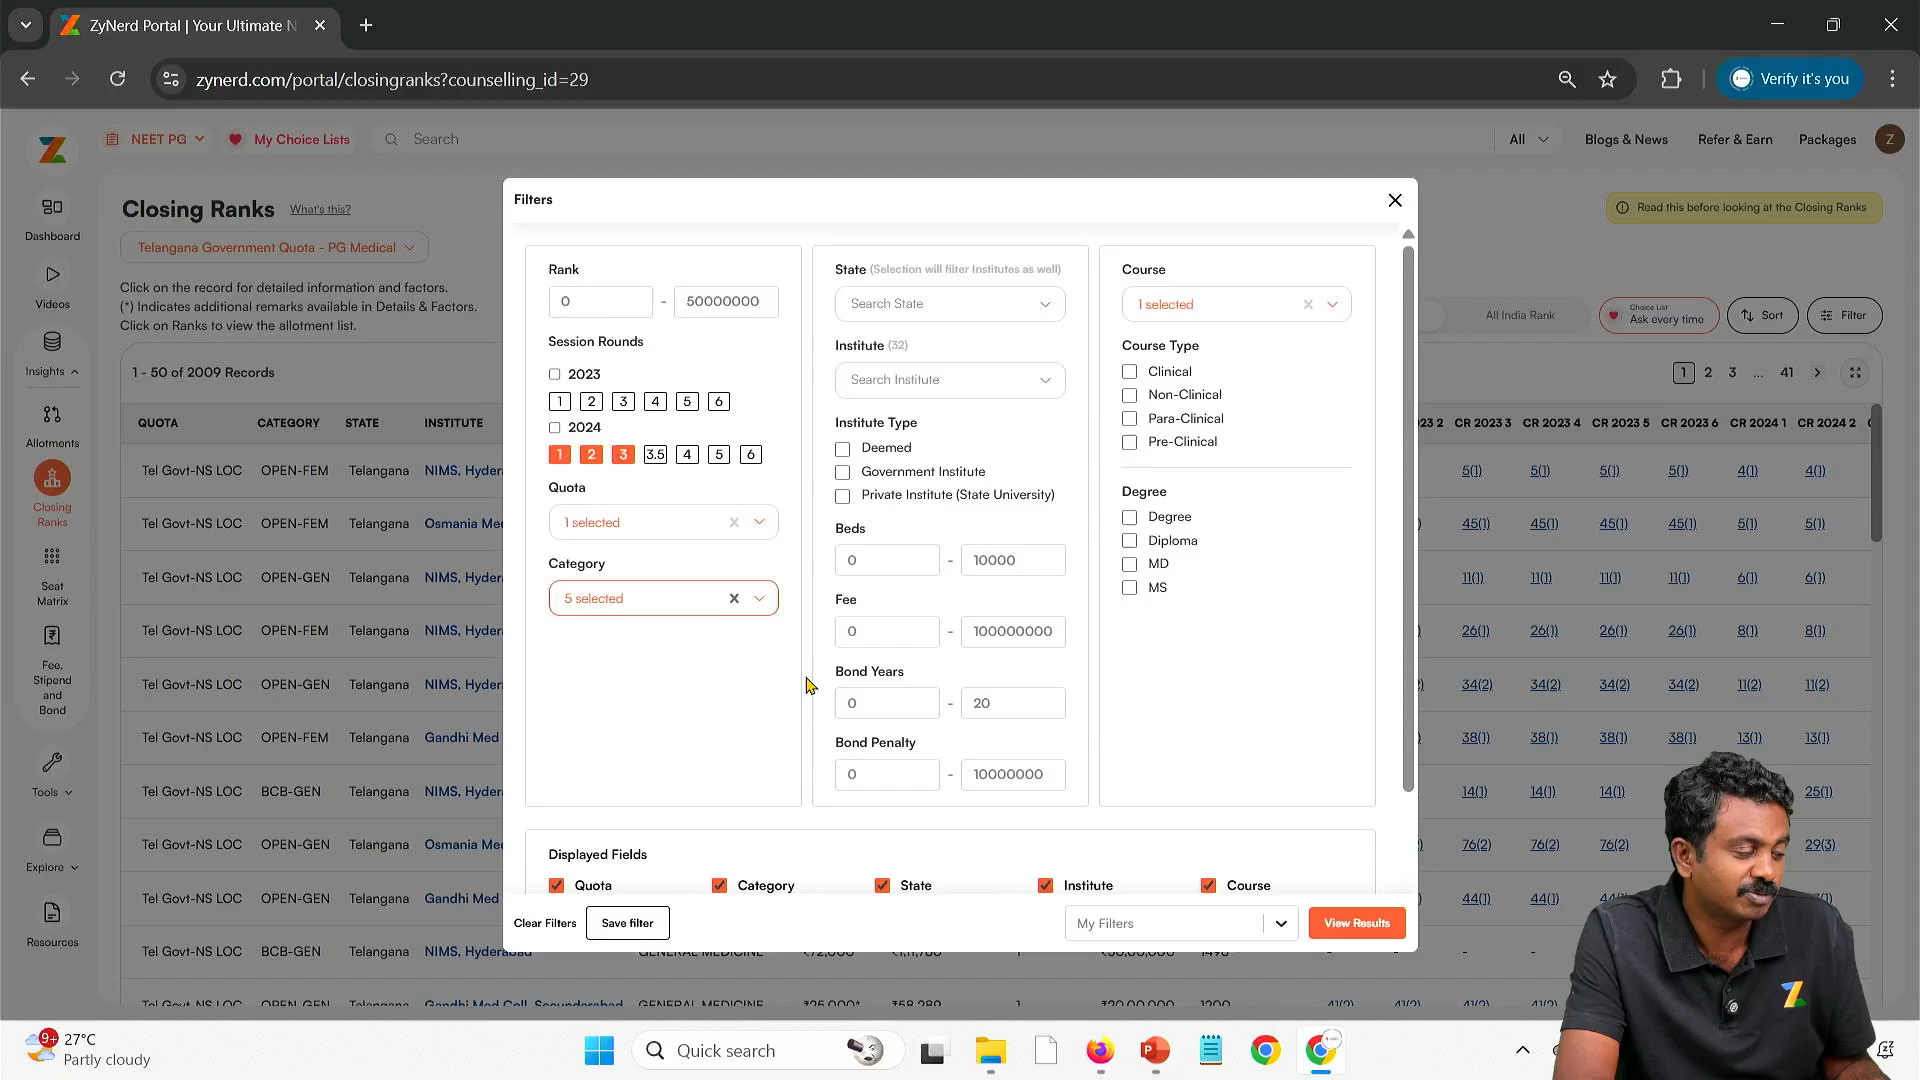 ZyNerd Portal | Your Ultimate N
zynerd.com/portal/closingranks?counselling_id=29
Verify it's you
NEET PG
My Choice Lists
Search
All
Blogs & News
Refer & Earn
Packages
Z
Dashboard
Videos
Insights
Allotments
Closing
Ranks
Seat
Matrix
Fee,
Stipend
and
Bond
Tools
Explore
Resources
Closing Ranks
What's this?
Read this before looking at the Closing Ranks
Telangana Government Quota - PG Medical
Click on the record for detailed information and factors.
(*) Indicates additional remarks available in Details & Factors.
Click on Ranks to view the allotment list.
All India Rank
Choice List
Ask every time
Sort
Filter
1 - 50 of 2009 Records
1 2 3 ... 41
QUOTA CATEGORY STATE INSTITUTE
23 2 CR 2023 3 CR 2023 4 CR 2023 5 CR 2023 6 CR 2024 1 CR 2024 2
Tel Govt-NS LOC OPEN-FEM Telangana NIMS, Hyder
5(1) 5(1) 5(1) 5(1) 4(1) 4(1)
Tel Govt-NS LOC OPEN-FEM Telangana Osmania Me
) 45(1) 45(1) 45(1) 45(1) 5(1) 5(1)
Tel Govt-NS LOC OPEN-GEN Telangana NIMS, Hyder
11(1) 11(1) 11(1) 11(1) 6(1) 6(1)
Tel Govt-NS LOC OPEN-FEM Telangana NIMS, Hyder
) 26(1) 26(1) 26(1) 26(1) 8(1) 8(1)
Tel Govt-NS LOC OPEN-GEN Telangana NIMS, Hyder
2) 34(2) 34(2) 34(2) 34(2) 11(2) 11(2)
Tel Govt-NS LOC OPEN-FEM Telangana Gandhi Med
) 38(1) 38(1) 38(1) 38(1) 13(1) 13(1)
Tel Govt-NS LOC BCB-GEN Telangana NIMS, Hyder
14(1) 14(1) 14(1) 25(1)
Tel Govt-NS LOC OPEN-GEN Telangana Osmania Me
2) 76(2) 76(2) 76(2) 29(3)
Tel Govt-NS LOC OPEN-GEN Telangana Gandhi Med
) 44(1) 44(1)
Tel Govt-NS LOC BCB-GEN Telangana NIMS, Hyderabad GENERAL MEDICINE ₹72,000 ₹1,11,786 1 ₹50,00,000 1498 - - -
Tel Govt-NS LOC OPEN-GEN Telangana Gandhi Med Coll, Secunderabad GENERAL MEDICINE ₹25,000* ₹58,289 1 ₹20,00,000 1200 41(2) 41(2) 41(2) 41(2)
Filters
Rank
0 - 50000000
Session Rounds
2023
1 2 3 4 5 6
2024
1 2 3 3.5 4 5 6
Quota
1 selected
Category
5 selected
State (Selection will filter Institutes as well)
Search State
Institute (32)
Search Institute
Institute Type
Deemed
Government Institute
Private Institute (State University)
Beds
0 - 10000
Fee
0 - 100000000
Bond Years
0 - 20
Bond Penalty
0 - 10000000
Course
1 selected
Course Type
Clinical
Non-Clinical
Para-Clinical
Pre-Clinical
Degree
Degree
Diploma
MD
MS
Displayed Fields
Quota Category State Institute Course
Clear Filters
Save filter
My Filters
View Results
9+
27°C
Partly cloudy
Quick search